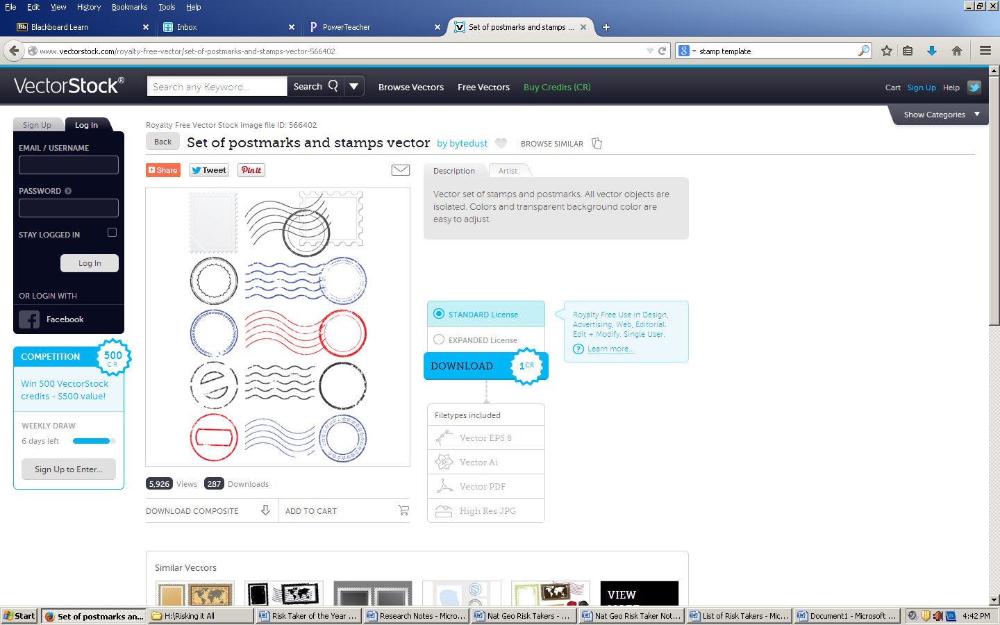 File Edit View History Bookmarks Tools Help
Bb Blackboard Learn
Inbox
PowerTeacher
Set of postmarks and stamps ...
www.vectorstock.com/royalty-free-vector/set-of-postmarks-and-stamps-vector-566402
stamp template
VectorStock®
Search any Keyword...
Search
Browse Vectors
Free Vectors
Buy Credits (CR)
Cart
Sign Up
Help
Show Categories
Sign Up
Log In
EMAIL / USERNAME
PASSWORD
STAY LOGGED IN
Log In
OR LOGIN WITH
Facebook
COMPETITION
500
CR
Win 500 VectorStock
credits - $500 value!
WEEKLY DRAW
6 days left
Sign Up to Enter...
Royalty Free Vector Stock image file ID: 566402
Back
Set of postmarks and stamps vector
by bytedust
BROWSE SIMILAR
Share
Tweet
Pin it
Description
Artist
Vector set of stamps and postmarks. All vector objects are
isolated. Colors and transparent background color are
easy to adjust.
STANDARD License
EXPANDED License
DOWNLOAD
1CR
Royalty Free Use in Design,
Advertising, Web, Editorial.
Edit + Modify. Single User.
Learn more...
Filetypes included
Vector EPS 8
Vector Ai
Vector PDF
High Res JPG
5,926 Views 287 Downloads
DOWNLOAD COMPOSITE
ADD TO CART
Similar Vectors
VIEW
Start
Set of postmarks an...
H:\Risking it All
Risk Taker of the Year ...
Research Notes - Micro...
Nat Geo Risk Takers - ...
Nat Geo Risk Taker Not...
List of Risk Takers - Mic...
Document1 - Microsoft ...
4:42 PM